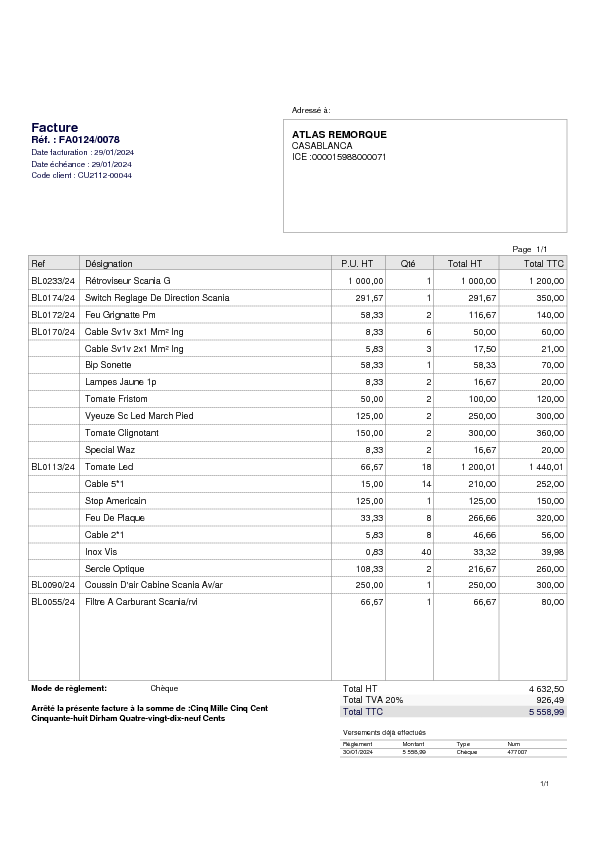 Adressé à:
Facture
Réf. : FA0124/0078
Date facturation : 29/01/2024
Date échéance : 29/01/2024
Code client : CU2112-00044
ATLAS REMORQUE
CASABLANCA
ICE :000015988000071
Page 1/1
Ref Désignation P.U. HT Qté Total HT Total TTC
BL0233/24 Rétroviseur Scania G 1 000,00 1 1 000,00 1 200,00
BL0174/24 Switch Reglage De Direction Scania 291,67 1 291,67 350,00
BL0172/24 Feu Grignatte Pm 58,33 2 116,67 140,00
BL0170/24 Cable Sv1v 3x1 Mm² Ing 8,33 6 50,00 60,00
Cable Sv1v 2x1 Mm² Ing 5,83 3 17,50 21,00
Bip Sonette 58,33 1 58,33 70,00
Lampes Jaune 1p 8,33 2 16,67 20,00
Tomate Fristom 50,00 2 100,00 120,00
Vyeuze Sc Led March Pied 125,00 2 250,00 300,00
Tomate Clignotant 150,00 2 300,00 360,00
Special Waz 8,33 2 16,67 20,00
BL0113/24 Tomate Led 66,67 18 1 200,01 1 440,01
Cable 5*1 15,00 14 210,00 252,00
Stop Americain 125,00 1 125,00 150,00
Feu De Plaque 33,33 8 266,66 320,00
Cable 2*1 5,83 8 46,66 56,00
Inox Vis 0,83 40 33,32 39,98
Sercle Optique 108,33 2 216,67 260,00
BL0090/24 Coussin D'air Cabine Scania Av/ar 250,00 1 250,00 300,00
BL0055/24 Filtre A Carburant Scania/rvi 66,67 1 66,67 80,00
Mode de règlement: Chèque
Total HT 4 632,50
Total TVA 20% 926,49
Total TTC 5 558,99
Arrêté la présente facture à la somme de :Cinq Mille Cinq Cent
Cinquante-huit Dirham Quatre-vingt-dix-neuf Cents
Versements déjà effectués
Règlement Montant Type Num
30/01/2024 5 558,99 Chèque 477007
1/1